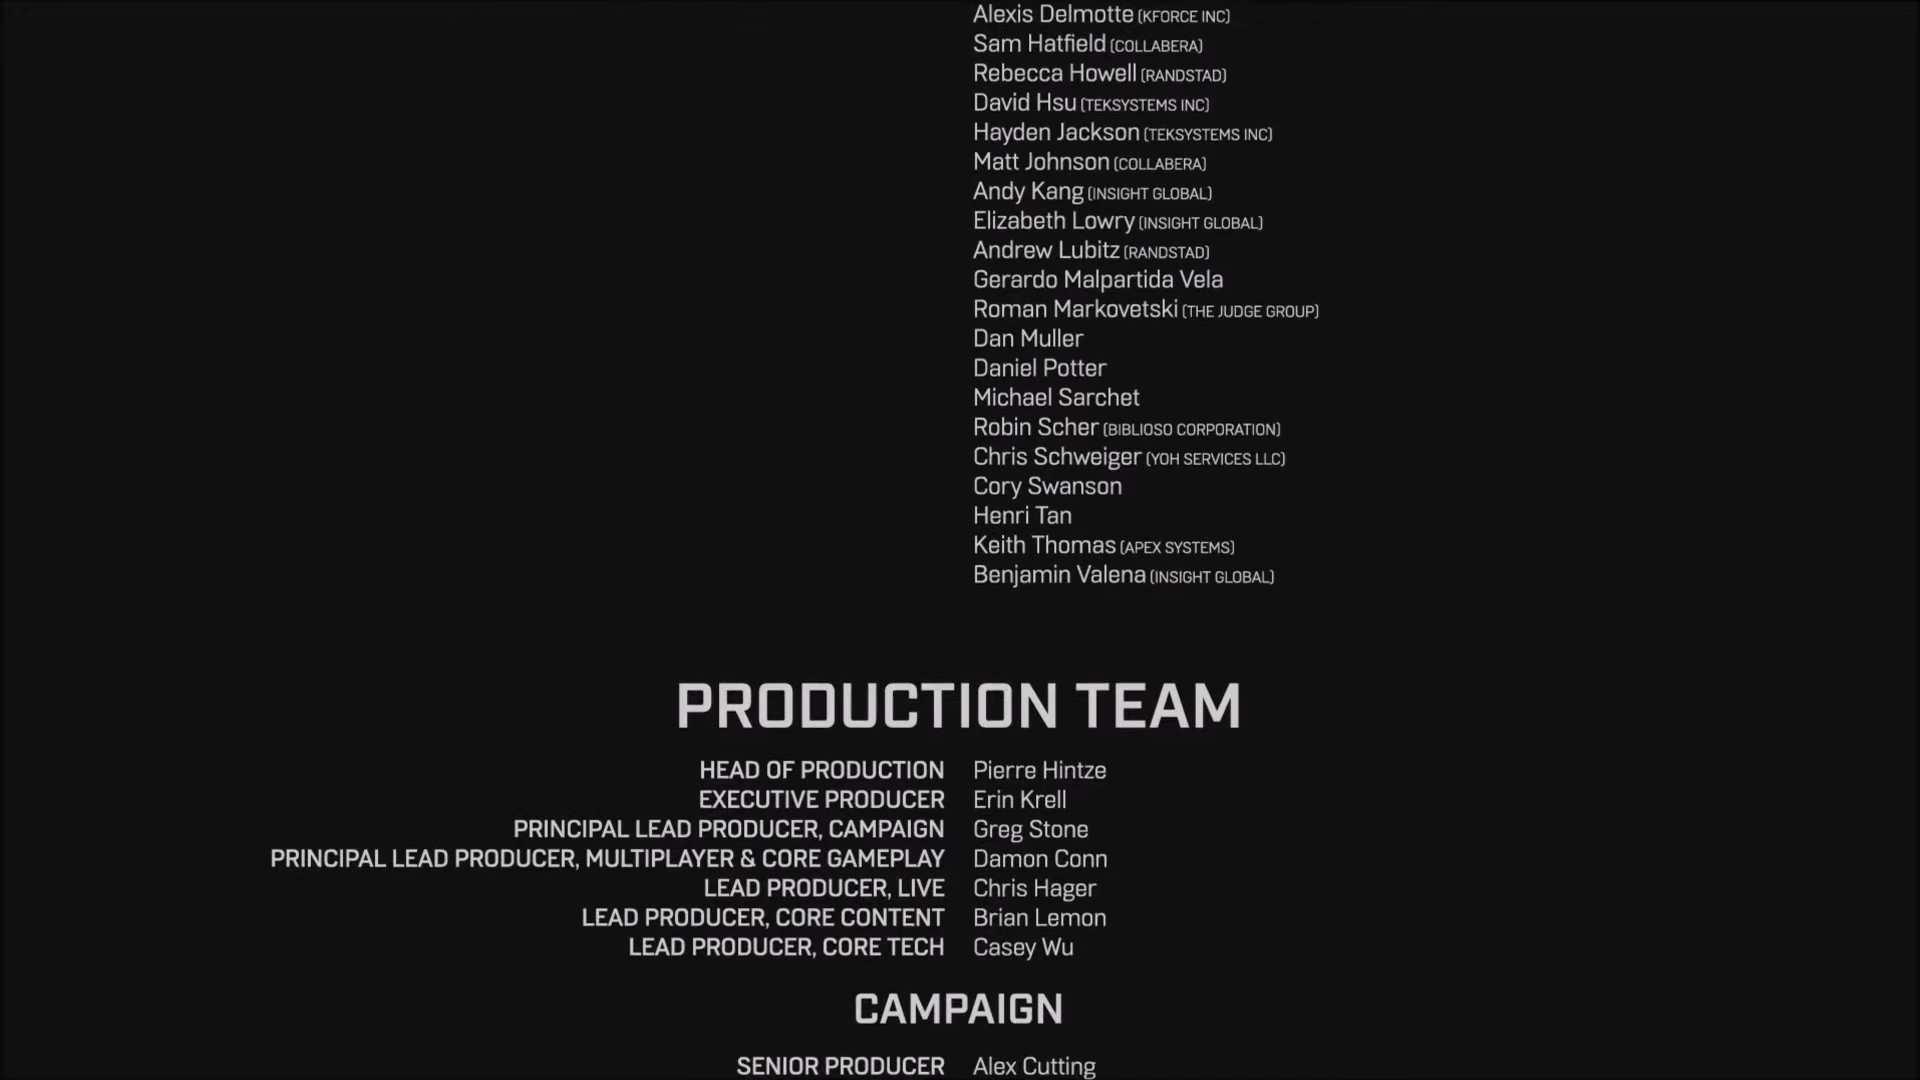 Alexis Delmotte (KFORCE INC)
Sam Hatfield (COLLABERA)
Rebecca Howell (RANDSTAD)
David Hsu (TEKSYSTEMS INC)
Hayden Jackson (TEKSYSTEMS INC)
Matt Johnson (COLLABERA)
Andy Kang (INSIGHT GLOBAL)
Elizabeth Lowry (INSIGHT GLOBAL)
Andrew Lubitz (RANDSTAD)
Gerardo Malpartida Vela
Roman Markovetski (THE JUDGE GROUP)
Dan Muller
Daniel Potter
Michael Sarchet
Robin Scher (BIBLIOSO CORPORATION)
Chris Schweiger (YOH SERVICES LLC)
Cory Swanson
Henri Tan
Keith Thomas (APEX SYSTEMS)
Benjamin Valena (INSIGHT GLOBAL)
PRODUCTION TEAM
HEAD OF PRODUCTION Pierre Hintze
EXECUTIVE PRODUCER Erin Krell
PRINCIPAL LEAD PRODUCER, CAMPAIGN Greg Stone
PRINCIPAL LEAD PRODUCER, MULTIPLAYER & CORE GAMEPLAY Damon Conn
LEAD PRODUCER, LIVE Chris Hager
LEAD PRODUCER, CORE CONTENT Brian Lemon
LEAD PRODUCER, CORE TECH Casey Wu
CAMPAIGN
SENIOR PRODUCER Alex Cutting